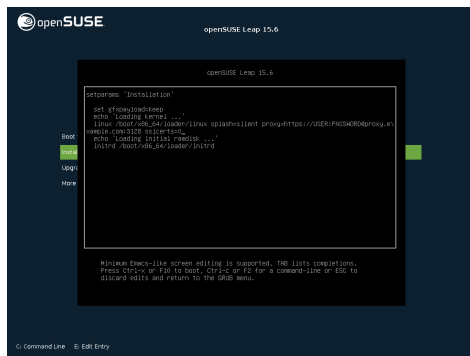 openSUSE
openSUSE Leap 15.6
openSUSE Leap 15.6
setparams 'Installation'
set gfxpayload=keep
echo 'Loading kernel ...'
linux /boot/x86_64/loader/linux splash=silent proxy=https://USER:PASSWORD@proxy.e\
xample.com:3128 sslcerts=0_
echo 'Loading initial ramdisk ...'
initrd /boot/x86_64/loader/initrd
Boot
Instal
Upgra
More
Minimum Emacs-like screen editing is supported. TAB lists completions.
Press Ctrl-x or F10 to boot, Ctrl-c or F2 for a command-line or ESC to
discard edits and return to the GRUB menu.
C: Command Line E: Edit Entry